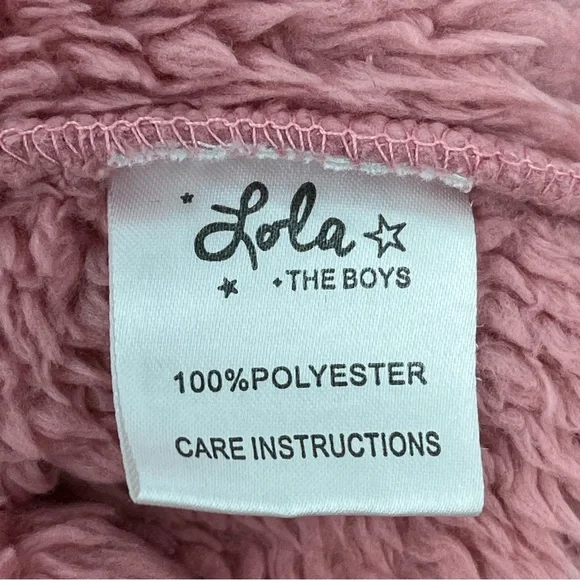 Lola
+THE BOYS
100%POLYESTER
CARE INSTRUCTIONS